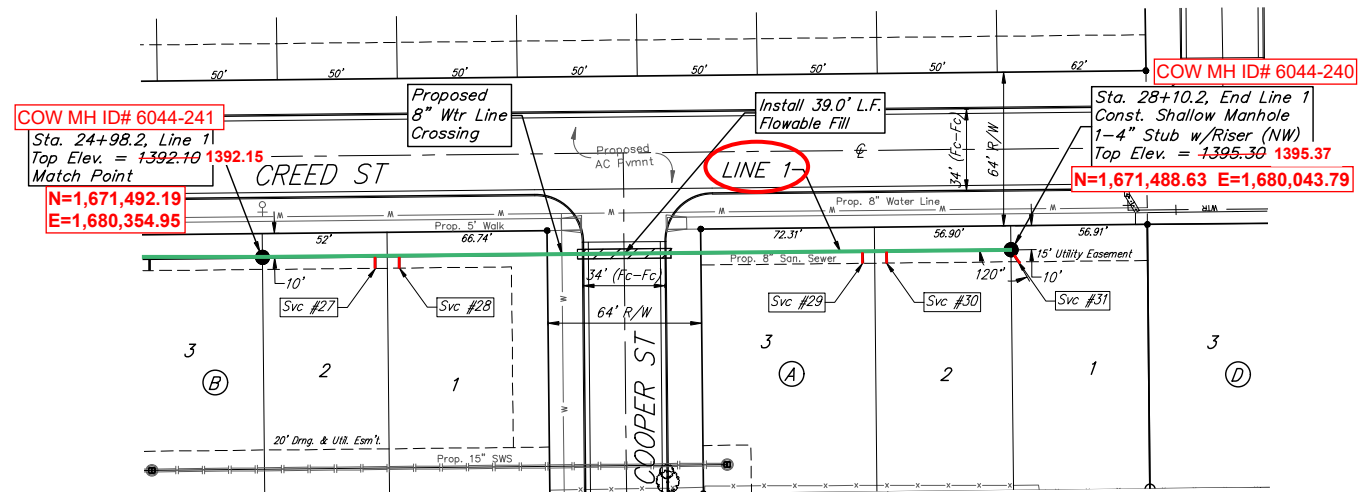 50'
50'
50'
50'
50'
50'
50'
62'
COW MH ID# 6044-240
COW MH ID# 6044-241
Sta. 24+98.2, Line 1
Top Elev. = 1392.10 1392.15
Match Point
N=1,671,492.19
E=1,680,354.95
Proposed
8" Wtr Line
Crossing
Install 39.0' L.F.
Flowable Fill
Sta. 28+10.2, End Line 1
Const. Shallow Manhole
1-4" Stub w/Riser (NW)
Top Elev. = 1395.30 1395.37
N=1,671,488.63 E=1,680,043.79
Proposed
AC Pvmnt
CREED ST
LINE 1
34' (Fc-Fc)
64' R/W
Prop. 8" Water Line
W
W
W
W
W
W
W
WTR
Prop. 5' Walk
52'
66.74'
72.31'
56.90'
56.91'
Prop. 8" San. Sewer
15' Utility Easement
10'
34' (Fc-Fc)
120°
10'
Svc #27
Svc #28
Svc #29
Svc #30
Svc #31
64' R/W
W
W
3
B
2
1
COOPER ST
3
A
2
1
3
D
20' Drng. & Util. Esm't.
Prop. 15" SWS